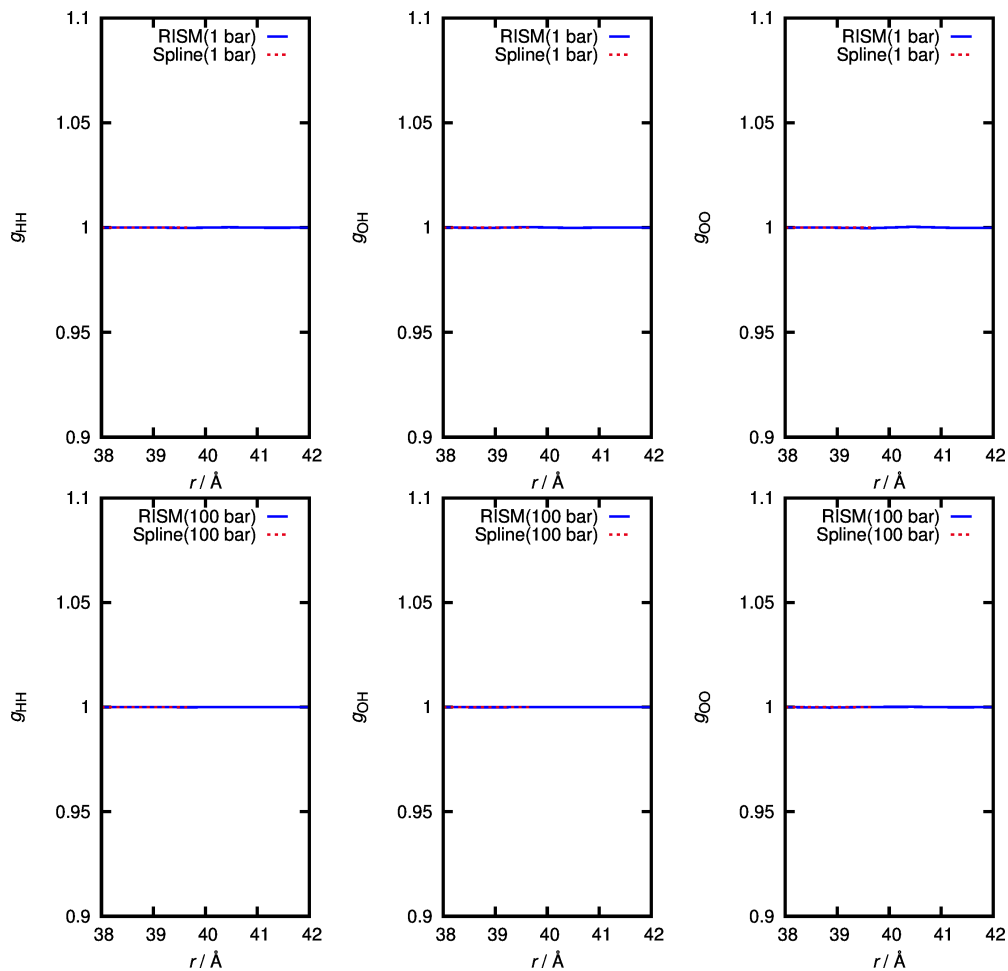 RISM(1 bar)
Spline(1 bar)
1.1
1.05
1
0.95
0.9
gHH
38 39 40 41 42
r / Å
RISM(1 bar)
Spline(1 bar)
1.1
1.05
1
0.95
0.9
gOH
38 39 40 41 42
r / Å
RISM(1 bar)
Spline(1 bar)
1.1
1.05
1
0.95
0.9
gOO
38 39 40 41 42
r / Å
RISM(100 bar)
Spline(100 bar)
1.1
1.05
1
0.95
0.9
gHH
38 39 40 41 42
r / Å
RISM(100 bar)
Spline(100 bar)
1.1
1.05
1
0.95
0.9
gOH
38 39 40 41 42
r / Å
RISM(100 bar)
Spline(100 bar)
1.1
1.05
1
0.95
0.9
gOO
38 39 40 41 42
r / Å